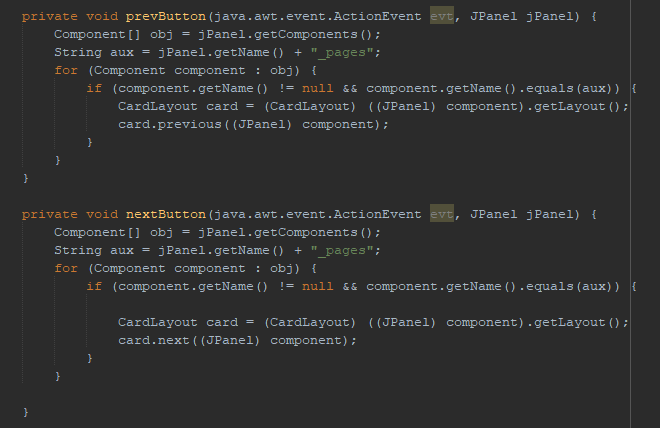 private void prevButton(java.awt.event.ActionEvent evt, JPanel jPanel) {
    Component[] obj = jPanel.getComponents();
    String aux = jPanel.getName() + "_pages";
    for (Component component : obj) {
        if (component.getName() != null && component.getName().equals(aux)) {
            CardLayout card = (CardLayout) ((JPanel) component).getLayout();
            card.previous((JPanel) component);
        }
    }
}

private void nextButton(java.awt.event.ActionEvent evt, JPanel jPanel) {
    Component[] obj = jPanel.getComponents();
    String aux = jPanel.getName() + "_pages";
    for (Component component : obj) {
        if (component.getName() != null && component.getName().equals(aux)) {

            CardLayout card = (CardLayout) ((JPanel) component).getLayout();
            card.next((JPanel) component);
        }
    }

}